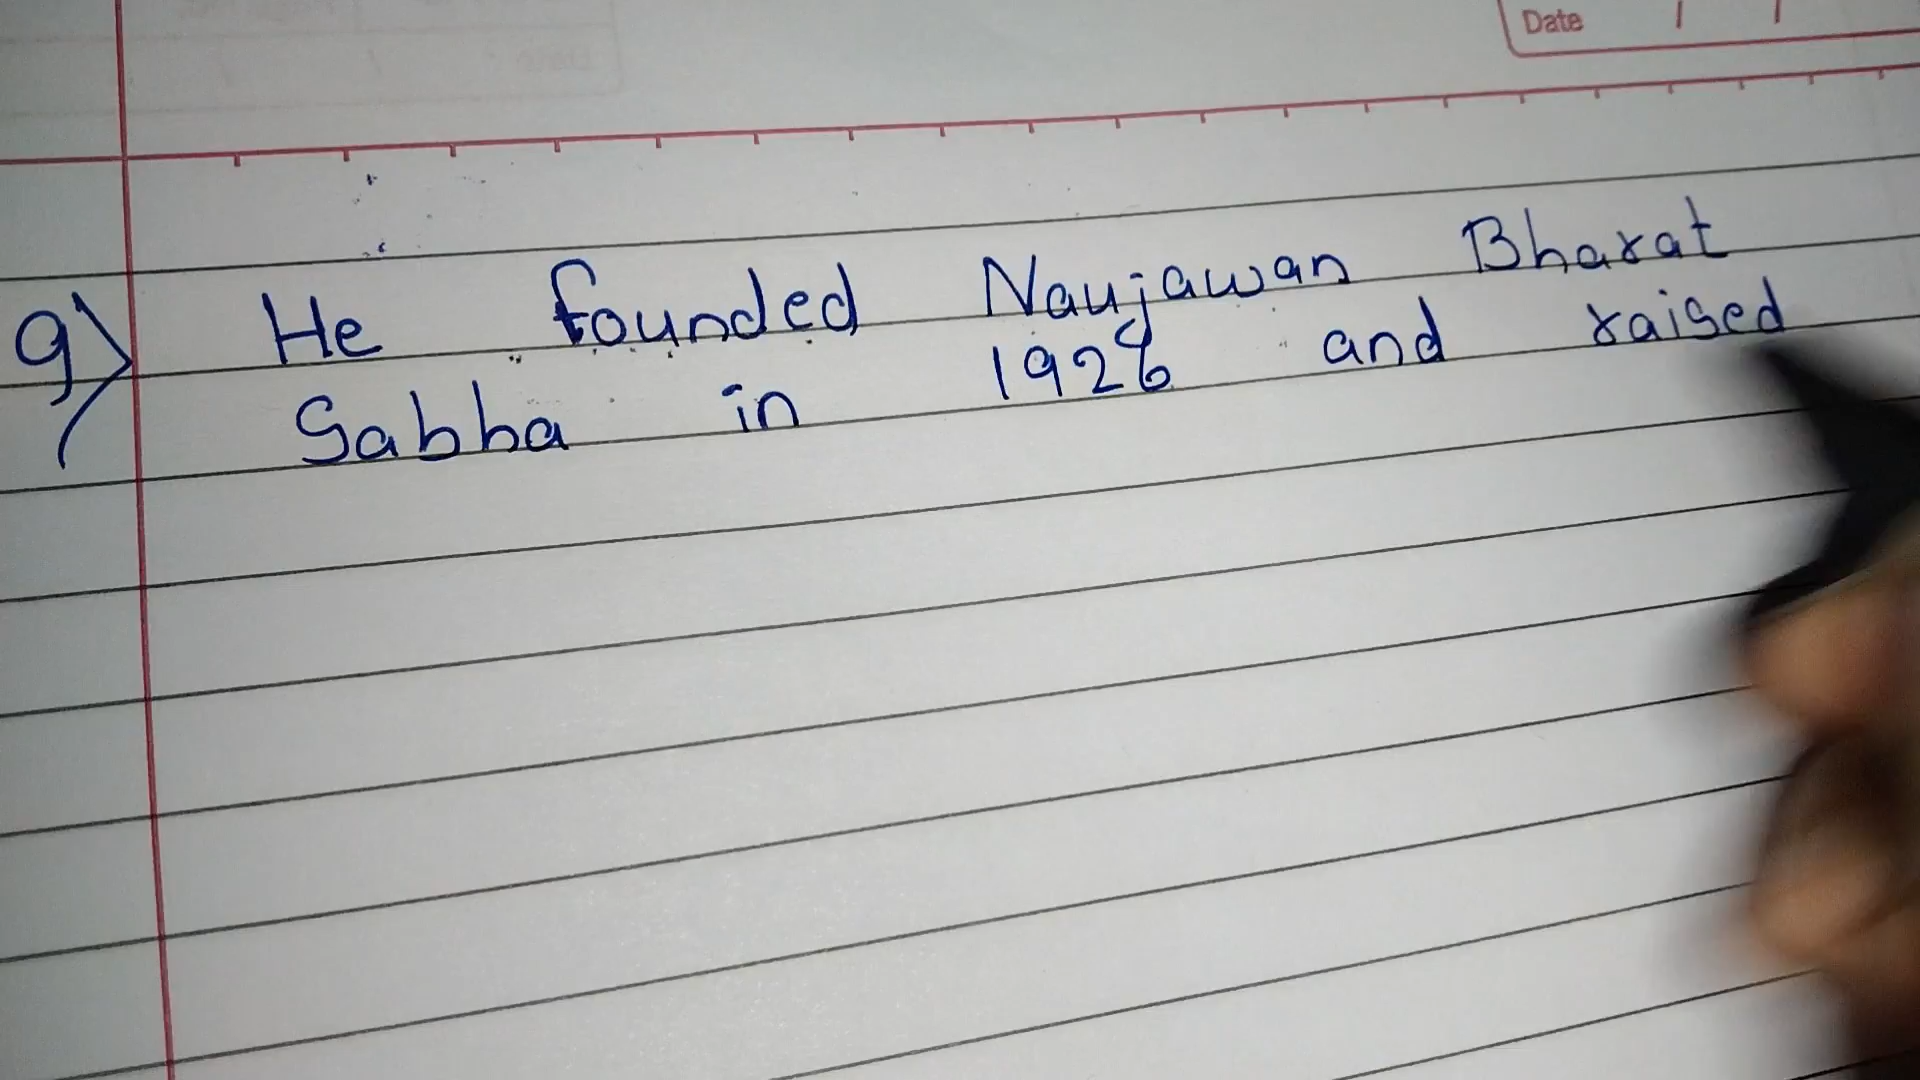 Date / /
9) He founded Naujawan Bharat
Sabha in 1926 and raised